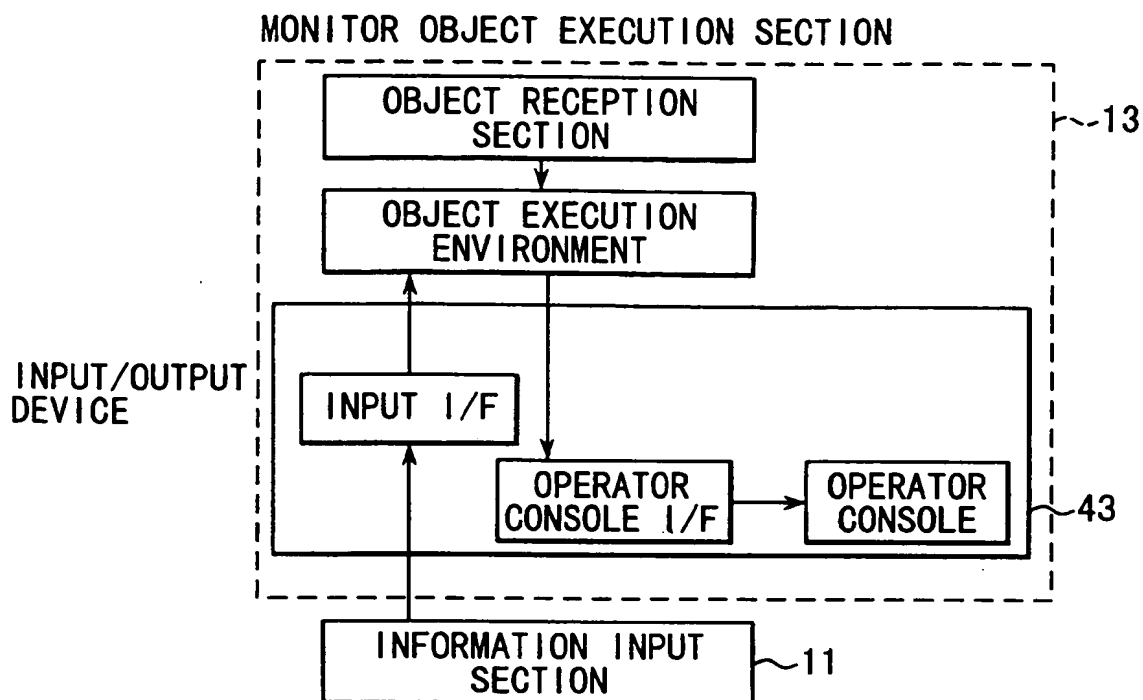 MONITOR OBJECT EXECUTION SECTION
OBJECT RECEPTION
SECTION
13
OBJECT EXECUTION
ENVIRONMENT
INPUT/OUTPUT
DEVICE
INPUT I/F
OPERATOR
CONSOLE I/F
OPERATOR
CONSOLE
43
INFORMATION INPUT
SECTION
11